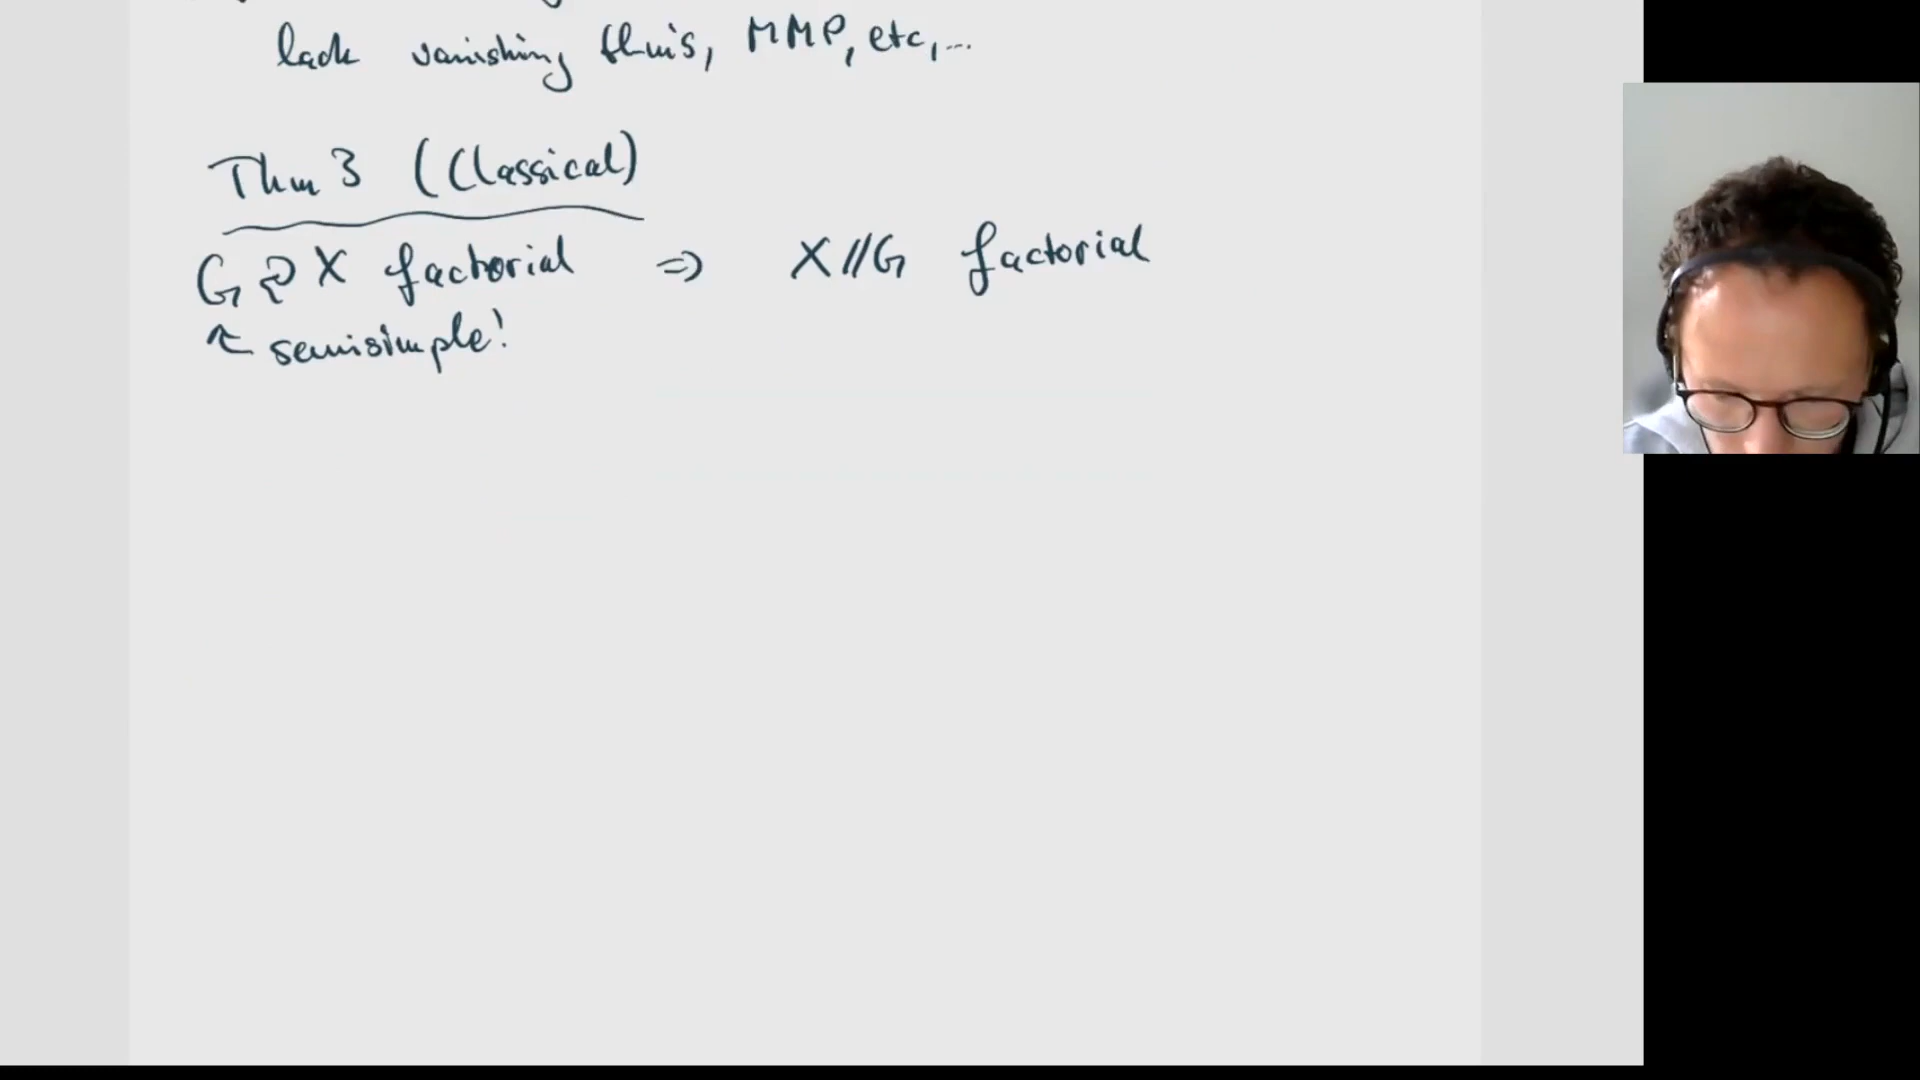 lack vanishing thms, MMP, etc, ...
Thm 3 (Classical)
G ⟳ X factorial ⇒ X//G factorial
↖ semisimple!